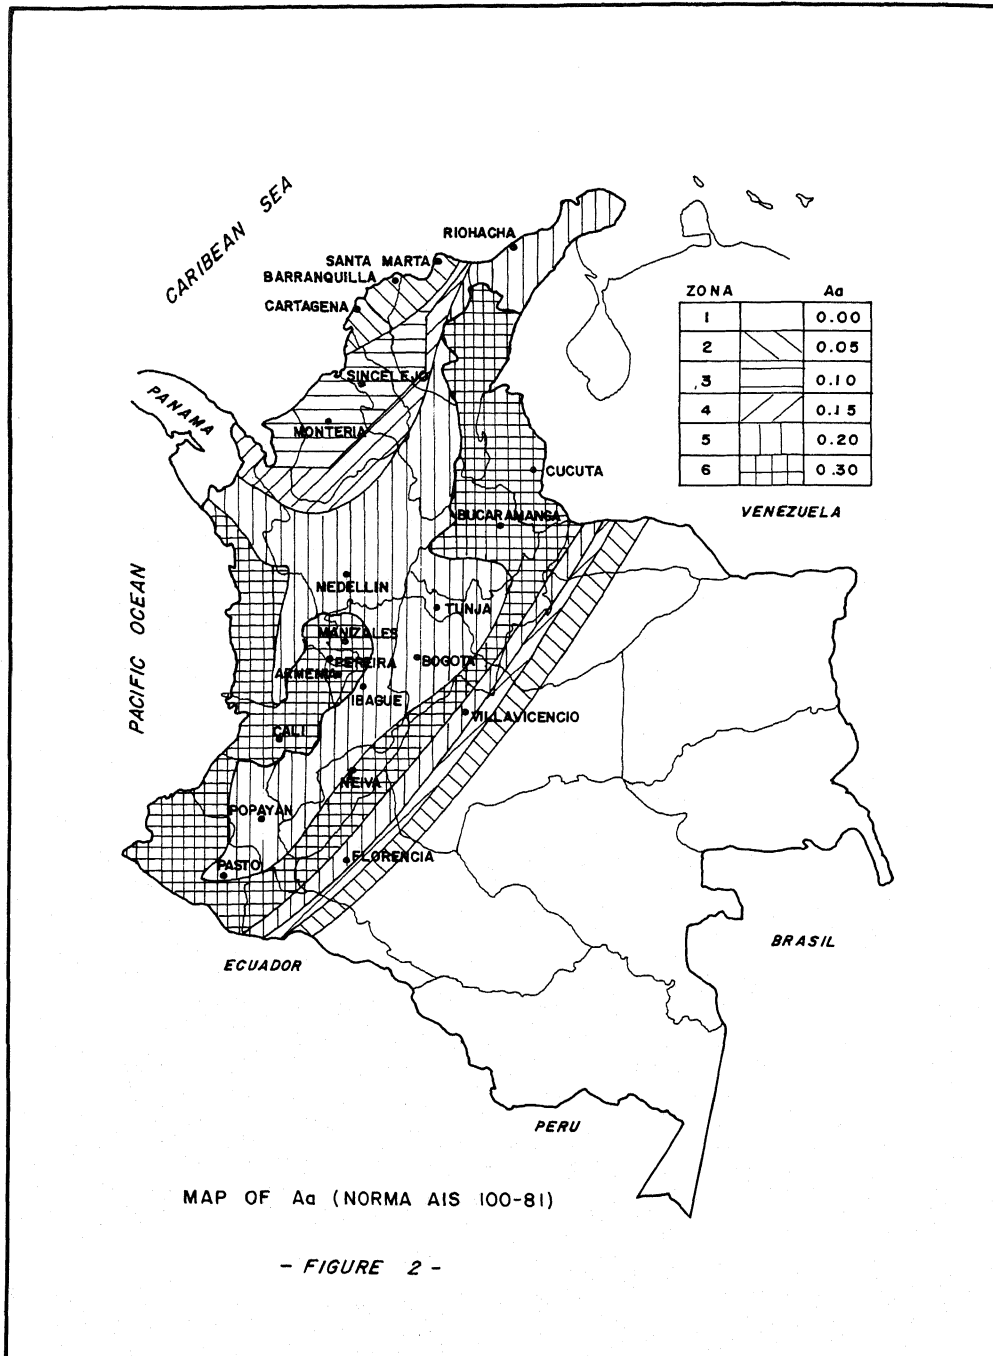 CARIBEAN SEA
RIOHACHA
SANTA MARTA
BARRANQUILLA
CARTAGENA
ZONA Aa
1 0.00
2 0.05
3 0.10
4 0.15
5 0.20
6 0.30
SINCELEJO
PANAMA
MONTERIA
CUCUTA
BUCARAMANGA
VENEZUELA
PACIFIC OCEAN
MEDELLIN
TUNJA
MANIZALES
PEREIRA
BOGOTA
ARMENIA
IBAGUE
VILLAVICENCIO
CALI
NEIVA
POPAYAN
FLORENCIA
PASTO
BRASIL
ECUADOR
PERU
MAP OF Aa (NORMA AIS 100-81)
- FIGURE 2 -